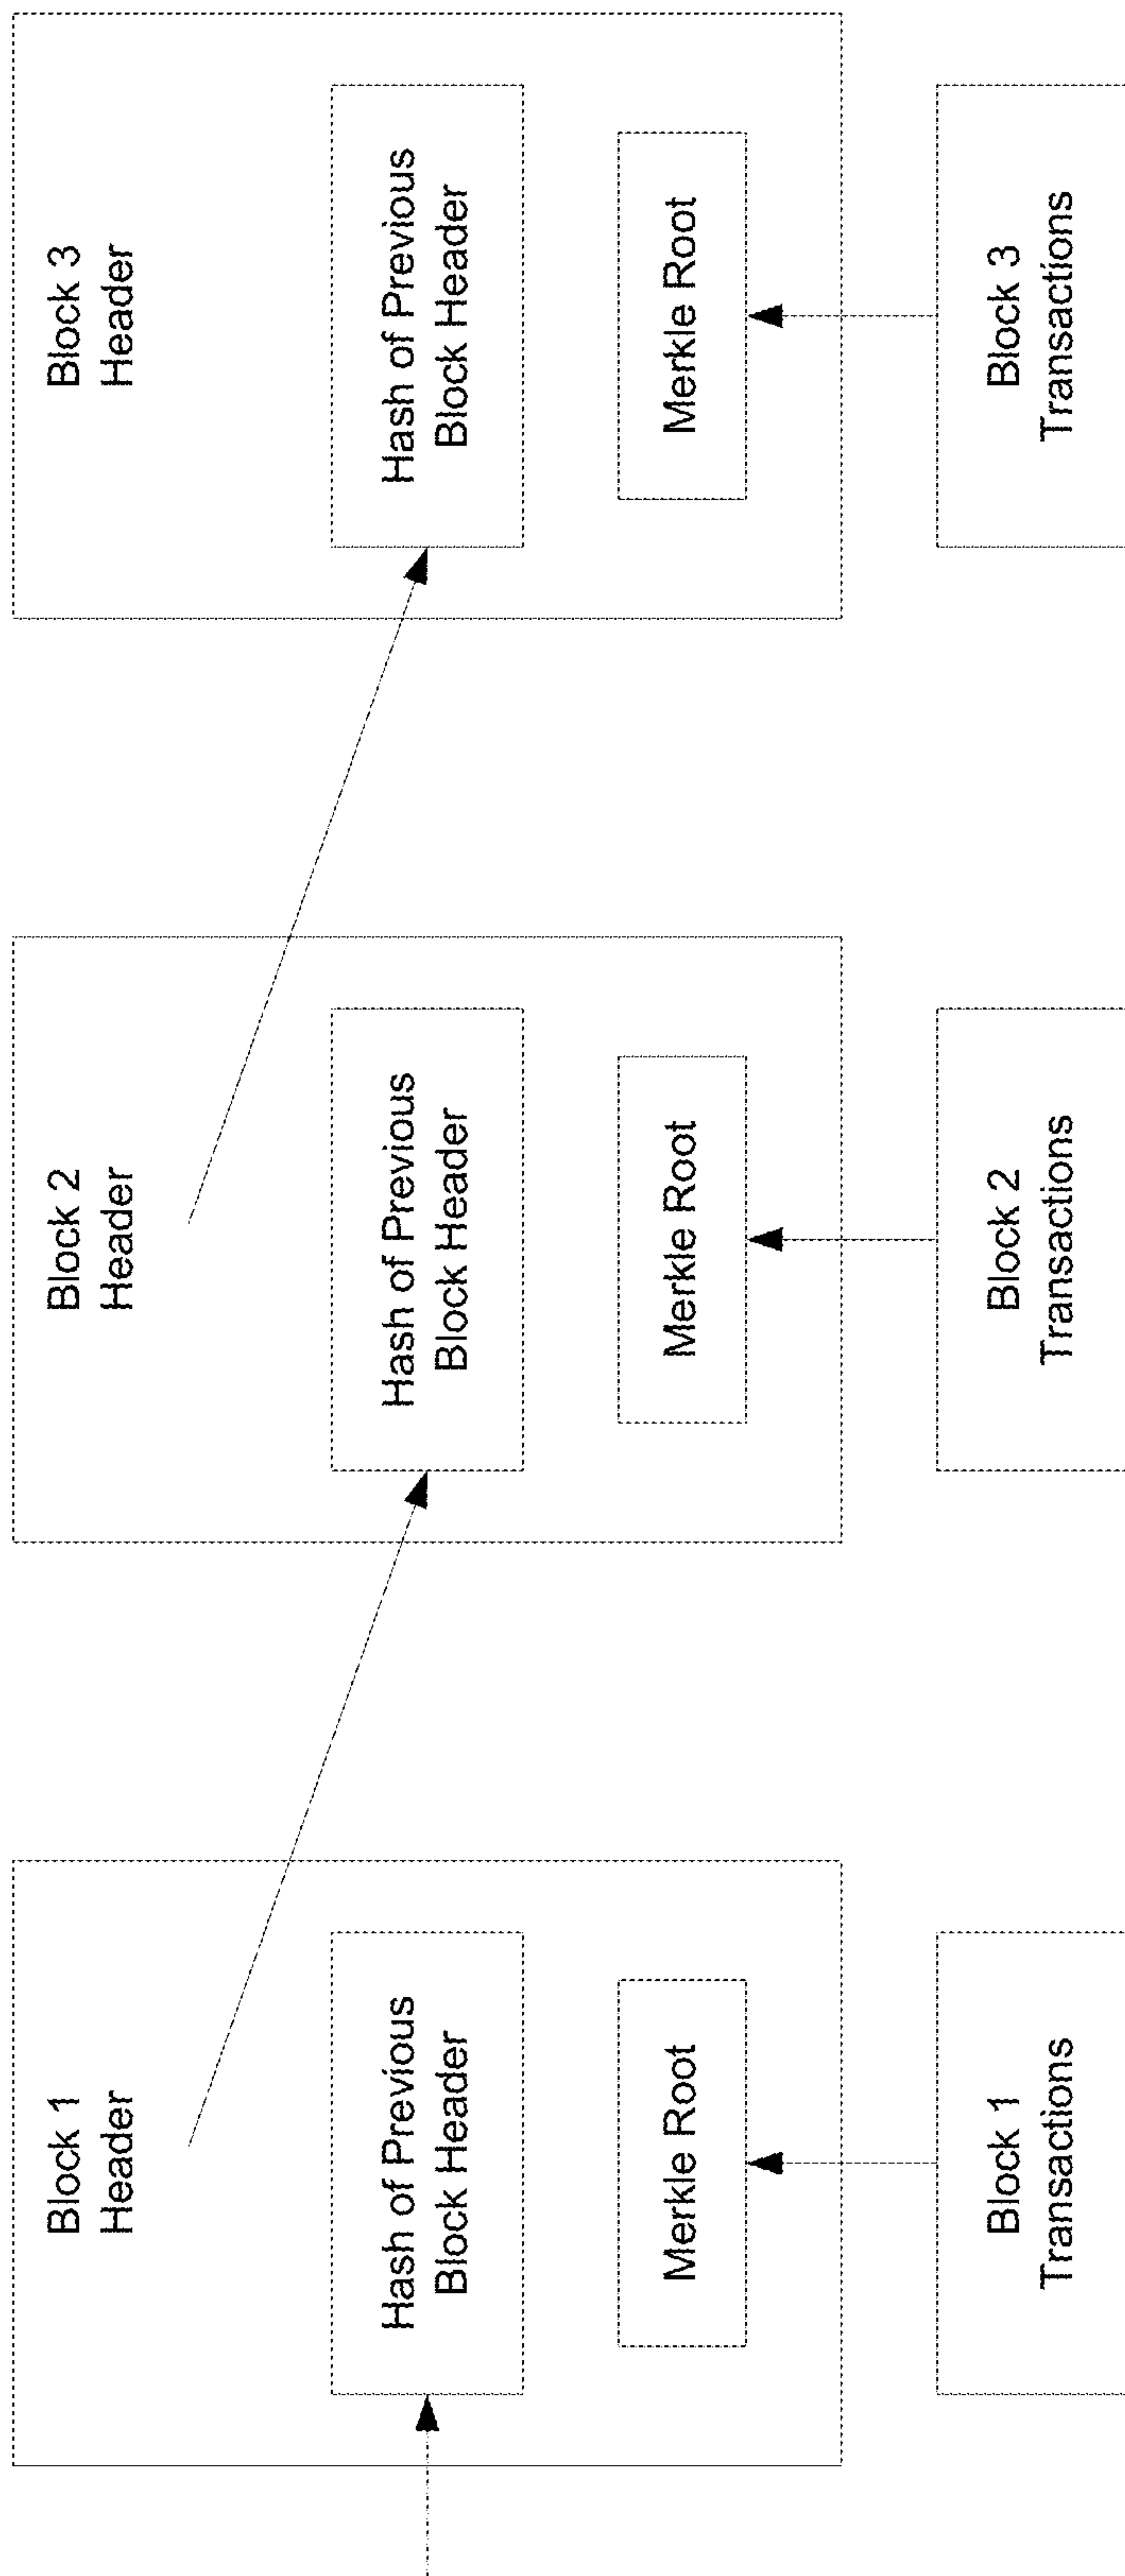 Block 1
Header
Hash of Previous
Block Header
Merkle Root
Block 1
Transactions
Block 2
Header
Hash of Previous
Block Header
Merkle Root
Block 2
Transactions
Block 3
Header
Hash of Previous
Block Header
Merkle Root
Block 3
Transactions